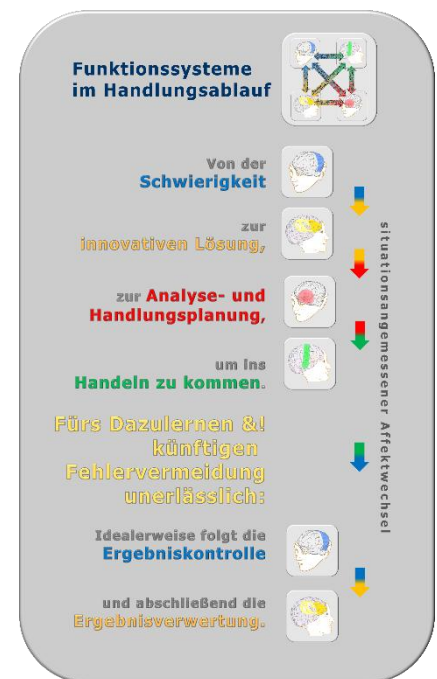 Funktionssysteme
im Handlungsablauf
Von der
Schwierigkeit
zur
innovativen Lösung,
zur Analyse- und
Handlungsplanung,
um ins
Handeln zu kommen.
Fürs Dazulernen &!
künftigen
Fehlervermeidung
unerlässlich:
Idealerweise folgt die
Ergebniskontrolle
und abschließend die
Ergebnisverwertung.
situationsangemessener Affektwechsel